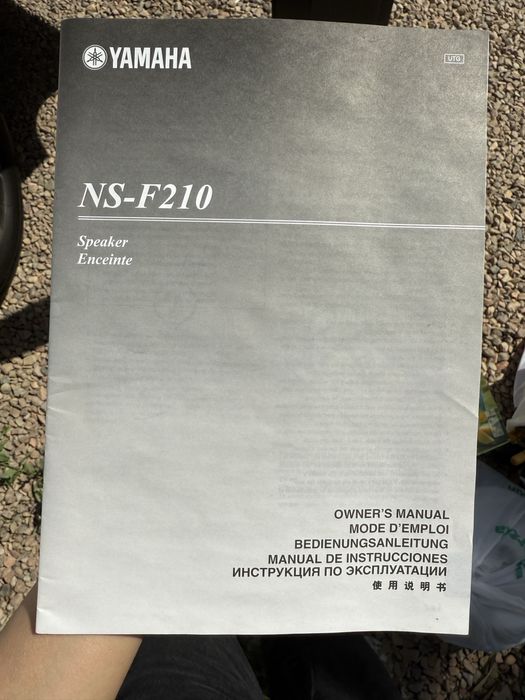 YAMAHA
UTG
NS-F210
Speaker
Enceinte
OWNER'S MANUAL
MODE D'EMPLOI
BEDIENUNGSANLEITUNG
MANUAL DE INSTRUCCIONES
ИНСТРУКЦИЯ ПО ЭКСПЛУАТАЦИИ
使用说明书